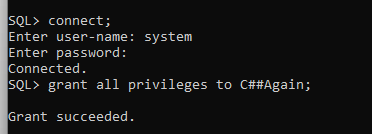 SQL> connect;
Enter user-name: system
Enter password:
Connected.
SQL> grant all privileges to C##Again;
Grant succeeded.